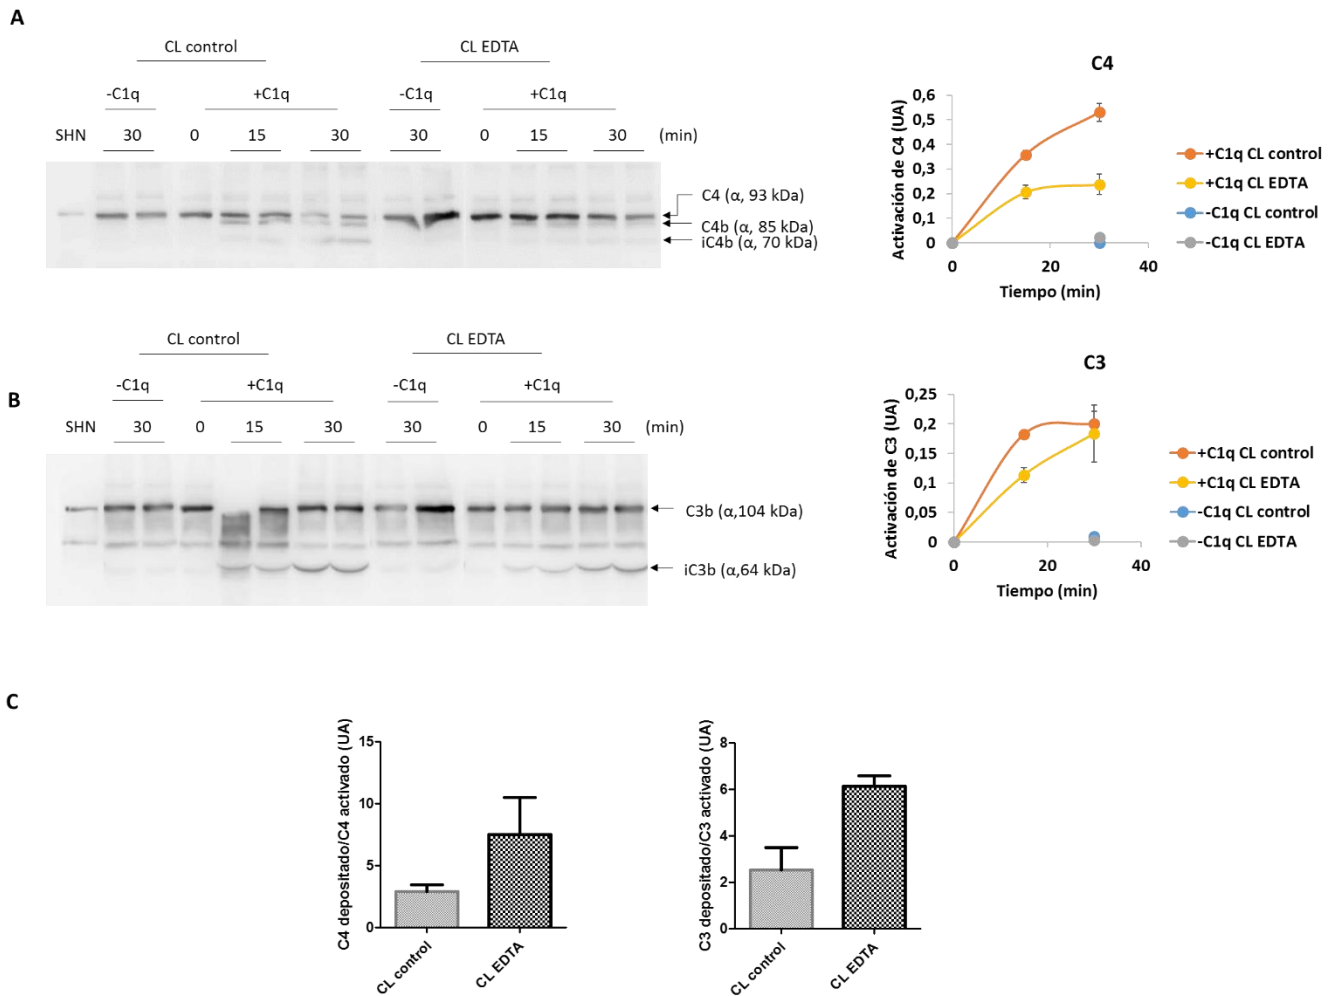 A
CL control
CL EDTA
-C1q
+C1q
-C1q
+C1q
SHN
30
0
15
30
30
0
15
30
(min)
C4 (α, 93 kDa)
C4b (α, 85 kDa)
iC4b (α, 70 kDa)
C4
Activación de C4 (UA)
0,6
0,5
0,4
0,3
0,2
0,1
0
0
20
40
Tiempo (min)
+C1q CL control
+C1q CL EDTA
-C1q CL control
-C1q CL EDTA
B
CL control
CL EDTA
-C1q
+C1q
-C1q
+C1q
SHN
30
0
15
30
30
0
15
30
(min)
C3b (α,104 kDa)
iC3b (α,64 kDa)
C3
Activación de C3 (UA)
0,25
0,2
0,15
0,1
0,05
0
0
20
40
Tiempo (min)
+C1q CL control
+C1q CL EDTA
-C1q CL control
-C1q CL EDTA
C
C4 depositado/C4 activado (UA)
15
10
5
0
CL control
CL EDTA
C3 depositado/C3 activado (UA)
8
6
4
2
0
CL control
CL EDTA